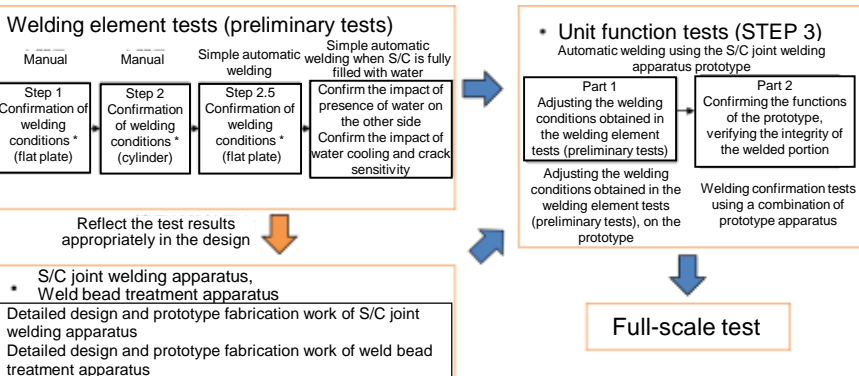 Welding element tests (preliminary tests)
Manual
Manual
Simple automatic
welding
Simple automatic
welding when S/C is fully
filled with water
Step 1
Confirmation of
welding
conditions *
(flat plate)
Step 2
Confirmation
of welding
conditions *
(cylinder)
Step 2.5
Confirmation of
welding
conditions *
(flat plate)
Confirm the impact of
presence of water on
the other side
Confirm the impact of
water cooling and crack
sensitivity
Reflect the test results
appropriately in the design
• S/C joint welding apparatus,
Weld bead treatment apparatus
Detailed design and prototype fabrication work of S/C joint
welding apparatus
Detailed design and prototype fabrication work of weld bead
treatment apparatus
• Unit function tests (STEP 3)
Automatic welding using the S/C joint welding
apparatus prototype
Part 1
Adjusting the welding
conditions obtained in
the welding element
tests (preliminary tests)
Part 2
Confirming the functions
of the prototype,
verifying the integrity of
the welded portion
Adjusting the welding
conditions obtained in the
welding element tests
(preliminary tests), on the
prototype
Welding confirmation tests
using a combination of
prototype apparatus
Full-scale test